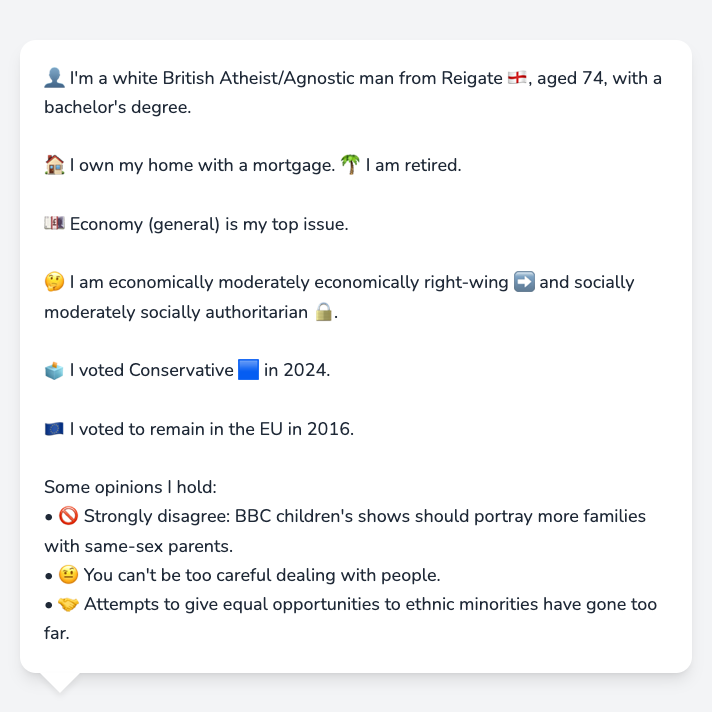 👤 I'm a white British Atheist/Agnostic man from Reigate 🏴󠁧󠁢󠁥󠁮󠁧󠁿, aged 74, with a
bachelor's degree.
🏠 I own my home with a mortgage. 🌴 I am retired.
💷 Economy (general) is my top issue.
🤔 I am economically moderately economically right-wing ➡️ and socially
moderately socially authoritarian 🔒.
🗳️ I voted Conservative 🟦 in 2024.
🇪🇺 I voted to remain in the EU in 2016.
Some opinions I hold:
• 🚫 Strongly disagree: BBC children's shows should portray more families
with same-sex parents.
• 🤨 You can't be too careful dealing with people.
• 🤝 Attempts to give equal opportunities to ethnic minorities have gone too
far.